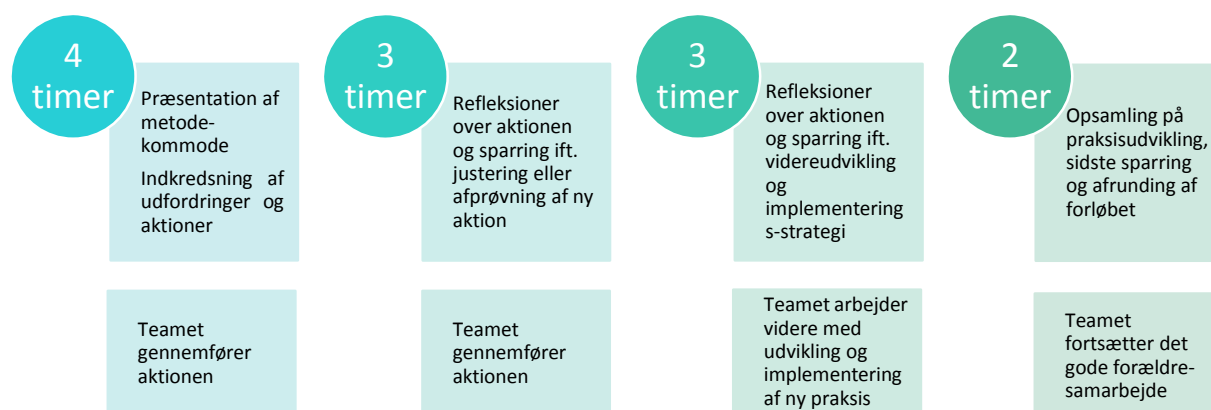 4
timer
Præsentation af
metode-
kommode
Indkredsning af
udfordringer og
aktioner
Teamet
gennemfører
aktionen
3
timer
Refleksioner
over aktionen
og sparring ift.
justering eller
afprøvning af ny
aktion
Teamet
gennemfører
aktionen
3
timer
Refleksioner
over aktionen
og sparring ift.
videreudvikling
og
implementering
s-strategi
Teamet arbejder
videre med
udvikling og
implementering
af ny praksis
2
timer
Opsamling på
praksisudvikling,
sidste sparring
og afrunding af
forløbet
Teamet
fortsætter det
gode forældre-
samarbejde